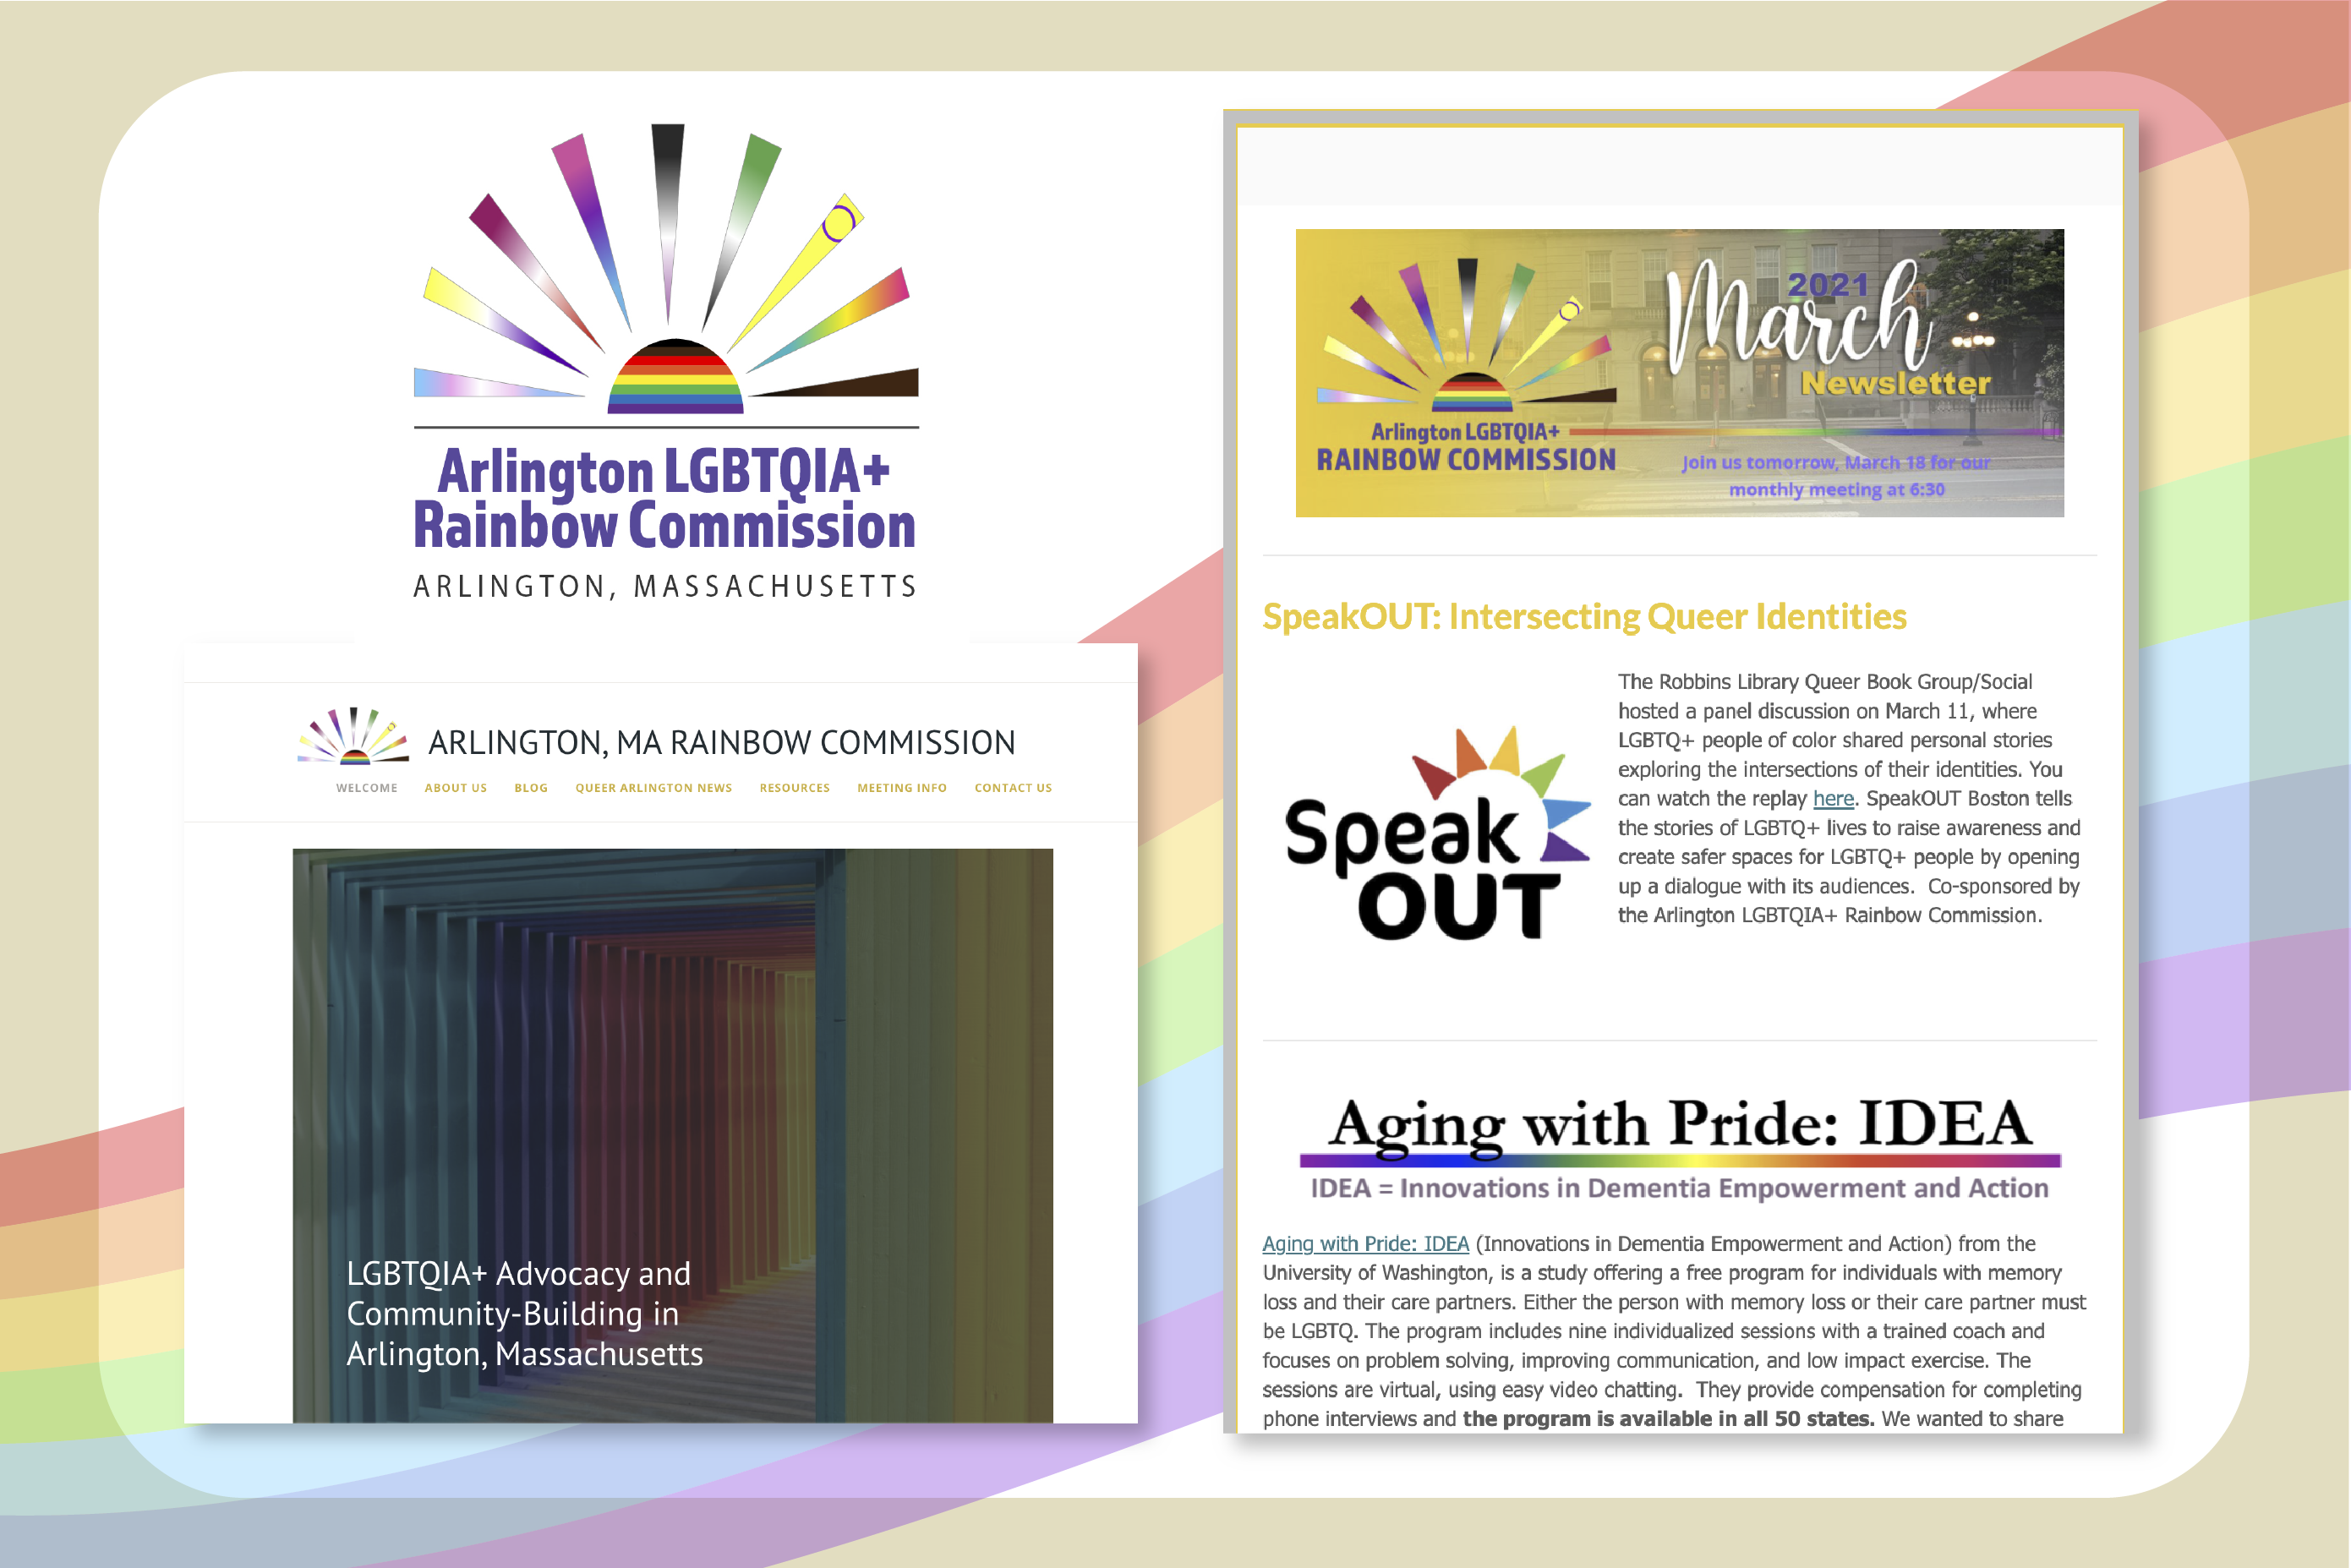 Arlington LGBTQIA+
Rainbow Commission
ARLINGTON, MASSACHUSETTS
ARLINGTON, MA RAINBOW COMMISSION
WELCOME ABOUT US BLOG QUEER ARLINGTON NEWS RESOURCES MEETING INFO CONTACT US
LGBTQIA+ Advocacy and
Community-Building in
Arlington, Massachusetts
2021
March
Newsletter
Arlington LGBTQIA+
RAINBOW COMMISSION
Join us tomorrow, March 18 for our
monthly meeting at 6:30
SpeakOUT: Intersecting Queer Identities
Speak
OUT
The Robbins Library Queer Book Group/Social
hosted a panel discussion on March 11, where
LGBTQ+ people of color shared personal stories
exploring the intersections of their identities. You
can watch the replay here. SpeakOUT Boston tells
the stories of LGBTQ+ lives to raise awareness and
create safer spaces for LGBTQ+ people by opening
up a dialogue with its audiences.  Co-sponsored by
the Arlington LGBTQIA+ Rainbow Commission.
Aging with Pride: IDEA
IDEA = Innovations in Dementia Empowerment and Action
Aging with Pride: IDEA (Innovations in Dementia Empowerment and Action) from the
University of Washington, is a study offering a free program for individuals with memory
loss and their care partners. Either the person with memory loss or their care partner must
be LGBTQ. The program includes nine individualized sessions with a trained coach and
focuses on problem solving, improving communication, and low impact exercise. The
sessions are virtual, using easy video chatting.  They provide compensation for completing
phone interviews and the program is available in all 50 states. We wanted to share